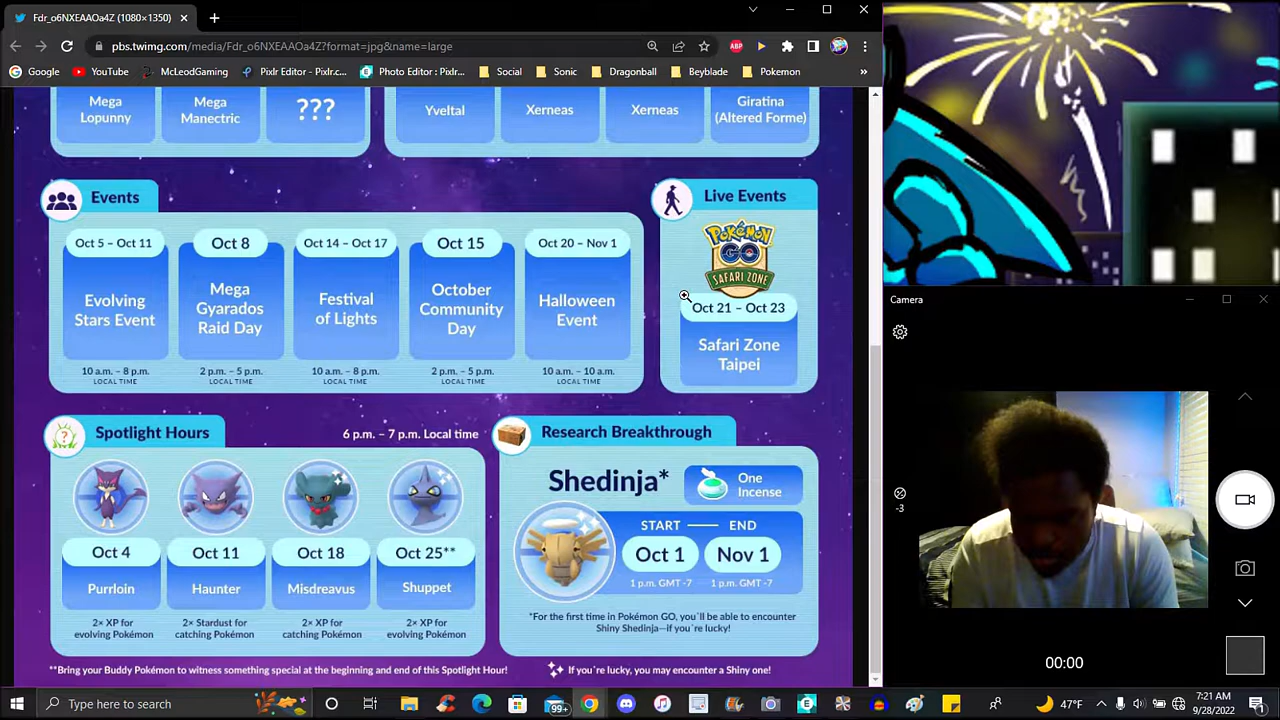 Fdr_o6NXEAAOa4Z (1080×1350)
pbs.twimg.com/media/Fdr_o6NXEAAOa4Z?format=jpg&name=large
ABP
Google YouTube McLeodGaming Pixlr Editor - Pixlr.c... Photo Editor : Pixlr... Social Sonic Dragonball Beyblade Pokemon »
Mega Lopunny
Mega Manectric
???
Yveltal
Xerneas
Xerneas
Giratina (Altered Forme)
Events
Oct 5 – Oct 11
Evolving
Stars Event
10 a.m. – 8 p.m.
LOCAL TIME
Oct 8
Mega
Gyarados
Raid Day
2 p.m. – 5 p.m.
LOCAL TIME
Oct 14 – Oct 17
Festival
of Lights
10 a.m. – 8 p.m.
LOCAL TIME
Oct 15
October
Community
Day
2 p.m. – 5 p.m.
LOCAL TIME
Oct 20 – Nov 1
Halloween
Event
10 a.m. – 10 a.m.
LOCAL TIME
Live Events
Pokémon
GO
SAFARI ZONE
Oct 21 – Oct 23
Safari Zone
Taipei
Spotlight Hours
6 p.m. – 7 p.m. Local time
Oct 4
Purrloin
2× XP for
evolving Pokémon
Oct 11
Haunter
2× Stardust for
catching Pokémon
Oct 18
Misdreavus
2× XP for
catching Pokémon
Oct 25**
Shuppet
2× XP for
evolving Pokémon
Research Breakthrough
Shedinja*
One
Incense
START — END
Oct 1 Nov 1
1 p.m. GMT -7 1 p.m. GMT -7
*For the first time in Pokémon GO, you'll be able to encounter
Shiny Shedinja—if you're lucky!
**Bring your Buddy Pokémon to witness something special at the beginning and end of this Spotlight Hour!
If you're lucky, you may encounter a Shiny one!
Camera
-3
00:00
Type here to search
99+
47°F
7:21 AM
9/28/2022